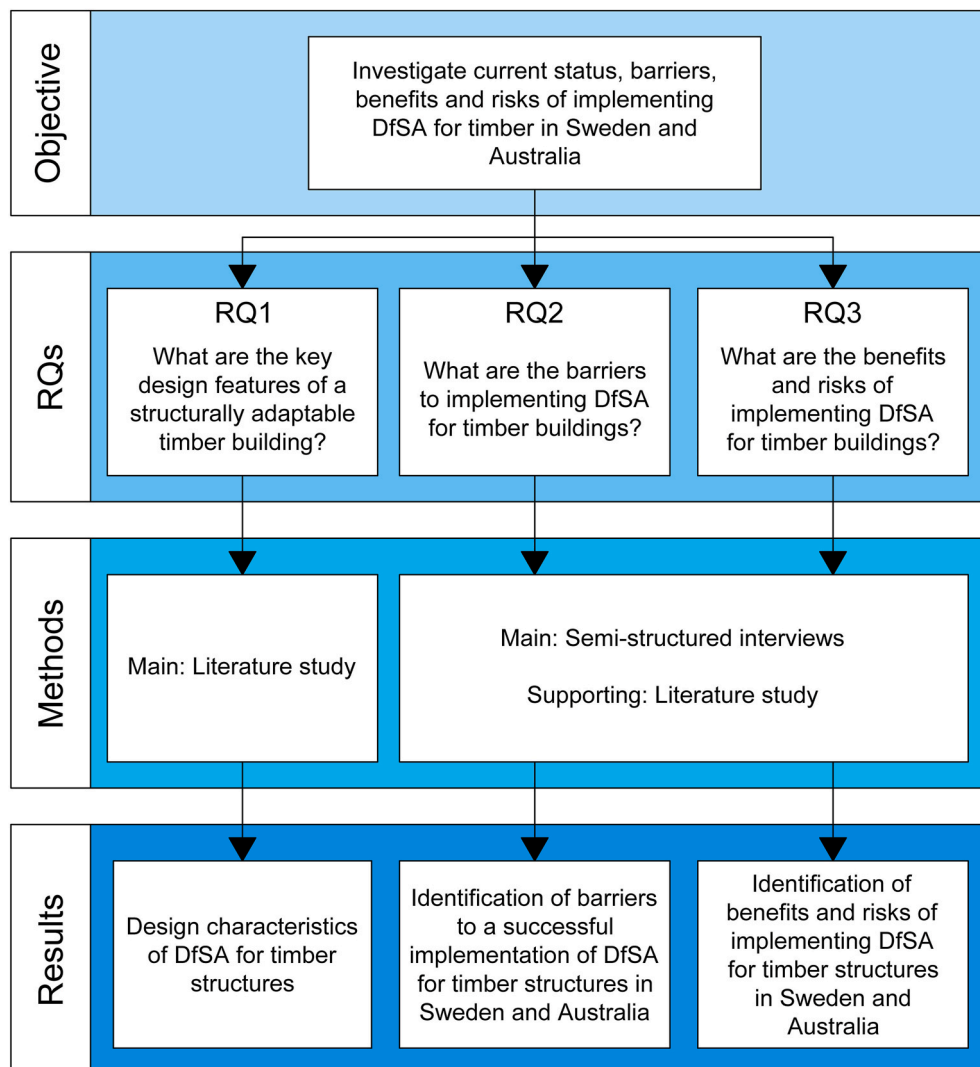 Objective
Investigate current status, barriers,
benefits and risks of implementing
DfSA for timber in Sweden and
Australia
RQs
RQ1
What are the key
design features of a
structurally adaptable
timber building?
RQ2
What are the barriers
to implementing DfSA
for timber buildings?
RQ3
What are the benefits
and risks of
implementing DfSA
for timber buildings?
Methods
Main: Literature study
Main: Semi-structured interviews
Supporting: Literature study
Results
Design characteristics
of DfSA for timber
structures
Identification of barriers
to a successful
implementation of DfSA
for timber structures in
Sweden and Australia
Identification of
benefits and risks of
implementing DfSA
for timber structures
in Sweden and
Australia